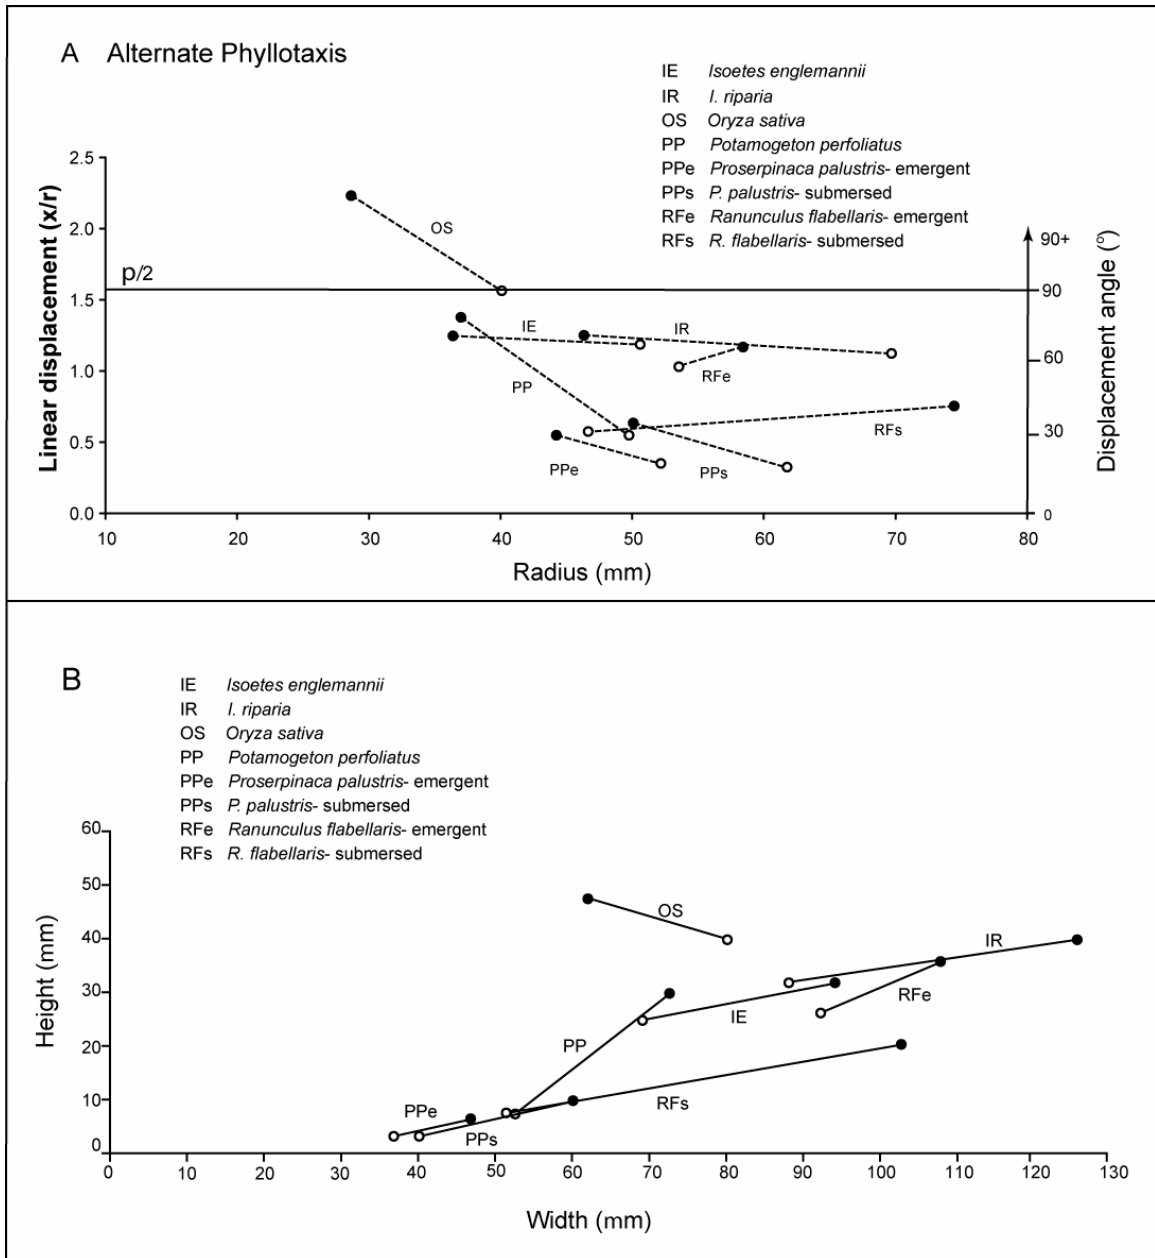 A Alternate Phyllotaxis
IE Isoetes englemannii
IR I. riparia
OS Oryza sativa
PP Potamogeton perfoliatus
PPe Proserpinaca palustris- emergent
PPs P. palustris- submersed
RFe Ranunculus flabellaris- emergent
RFs R. flabellaris- submersed
Linear displacement (x/r)
2.5
2.0
1.5
1.0
0.5
0.0
p/2
OS
IE
IR
PP
RFe
RFs
PPe
PPs
90+
90
60
30
0
Displacement angle (°)
10 20 30 40 50 60 70 80
Radius (mm)
B
IE Isoetes englemannii
IR I. riparia
OS Oryza sativa
PP Potamogeton perfoliatus
PPe Proserpinaca palustris- emergent
PPs P. palustris- submersed
RFe Ranunculus flabellaris- emergent
RFs R. flabellaris- submersed
Height (mm)
60
50
40
30
20
10
0
OS
IR
RFe
IE
PP
RFs
PPe
PPs
0 10 20 30 40 50 60 70 80 90 100 110 120 130
Width (mm)